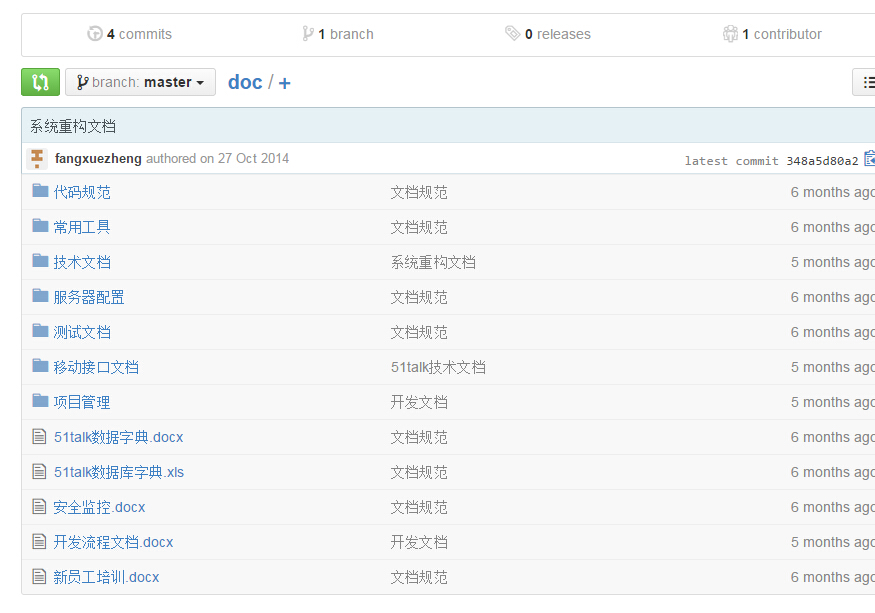 4 commits 1 branch 0 releases 1 contributor
branch: master doc / +
系统重构文档
fangxuezheng authored on 27 Oct 2014 latest commit 348a5d80a2
代码规范 文档规范 6 months ago
常用工具 文档规范 6 months ago
技术文档 系统重构文档 5 months ago
服务器配置 文档规范 6 months ago
测试文档 文档规范 6 months ago
移动接口文档 51talk技术文档 5 months ago
项目管理 开发文档 5 months ago
51talk数据字典.docx 文档规范 6 months ago
51talk数据库字典.xls 文档规范 6 months ago
安全监控.docx 文档规范 6 months ago
开发流程文档.docx 开发文档 5 months ago
新员工培训.docx 文档规范 6 months ago